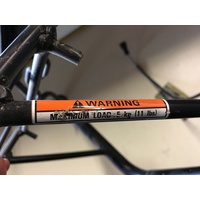 WARNING
MAXIMUM LOAD - 5 kg (11 lbs)